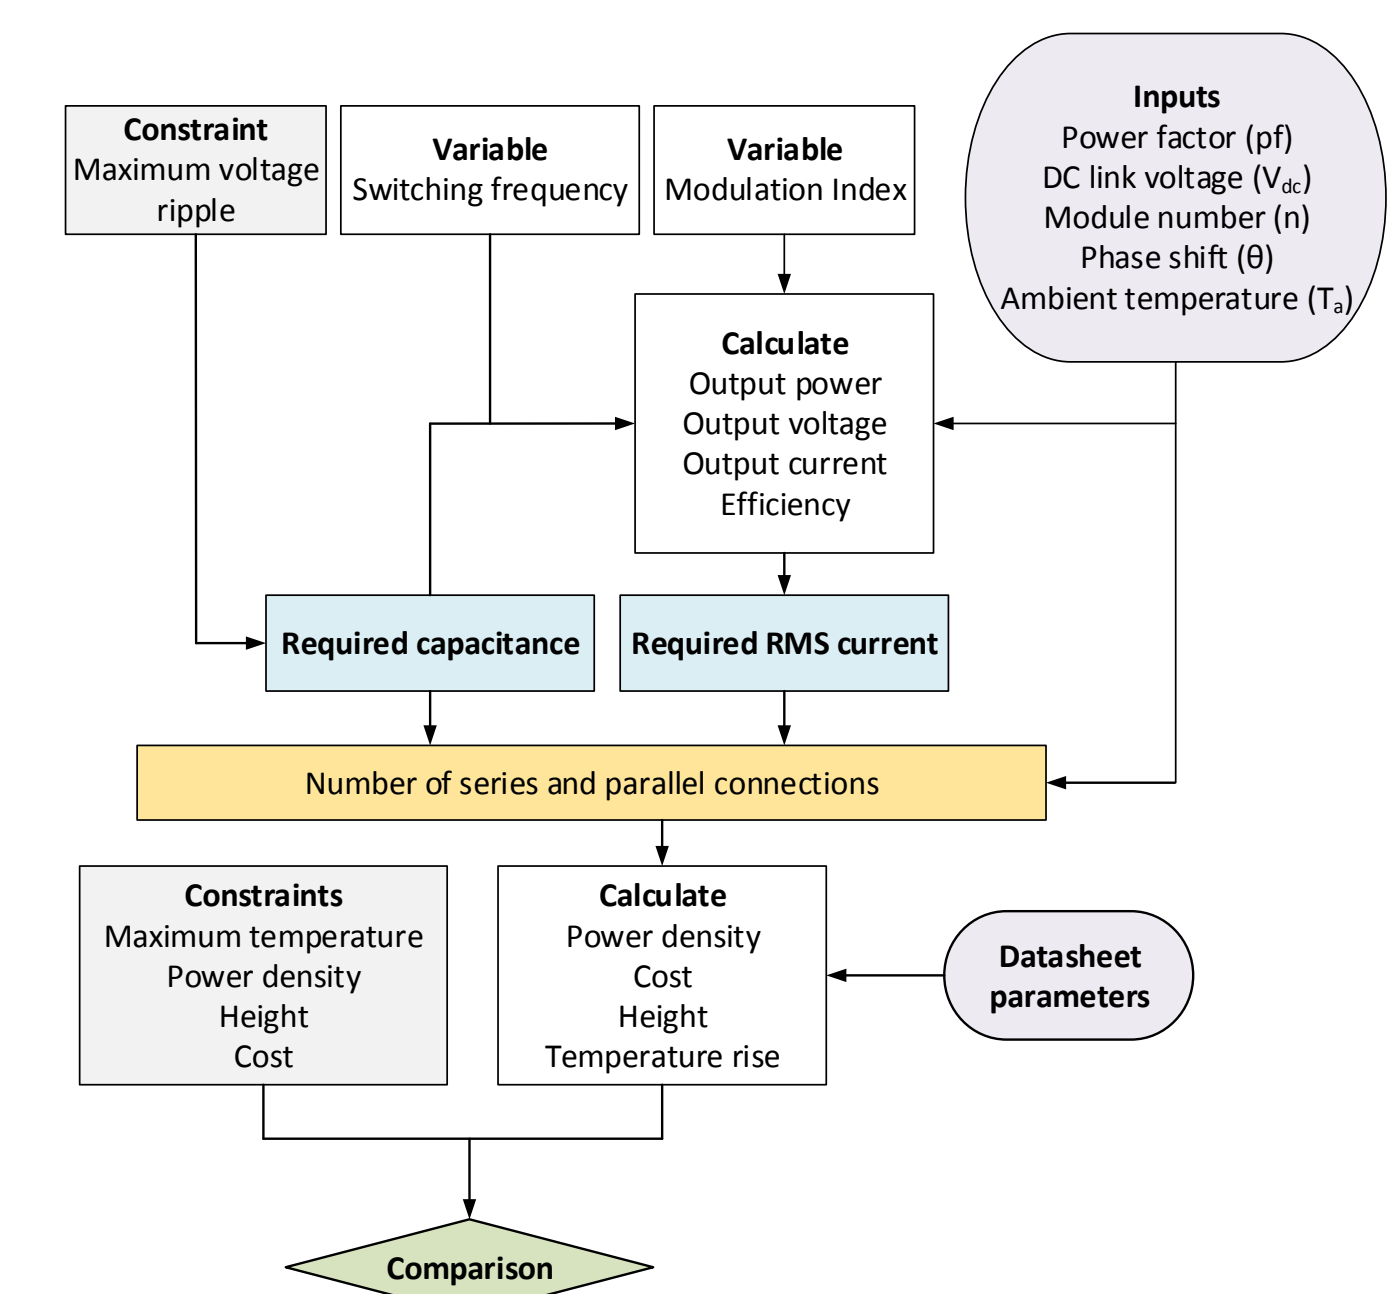 Constraint
Maximum voltage
ripple
Variable
Switching frequency
Variable
Modulation Index
Inputs
Power factor (pf)
DC link voltage (Vdc)
Module number (n)
Phase shift (θ)
Ambient temperature (Ta)
Calculate
Output power
Output voltage
Output current
Efficiency
Required capacitance
Required RMS current
Number of series and parallel connections
Constraints
Maximum temperature
Power density
Height
Cost
Calculate
Power density
Cost
Height
Temperature rise
Datasheet
parameters
Comparison